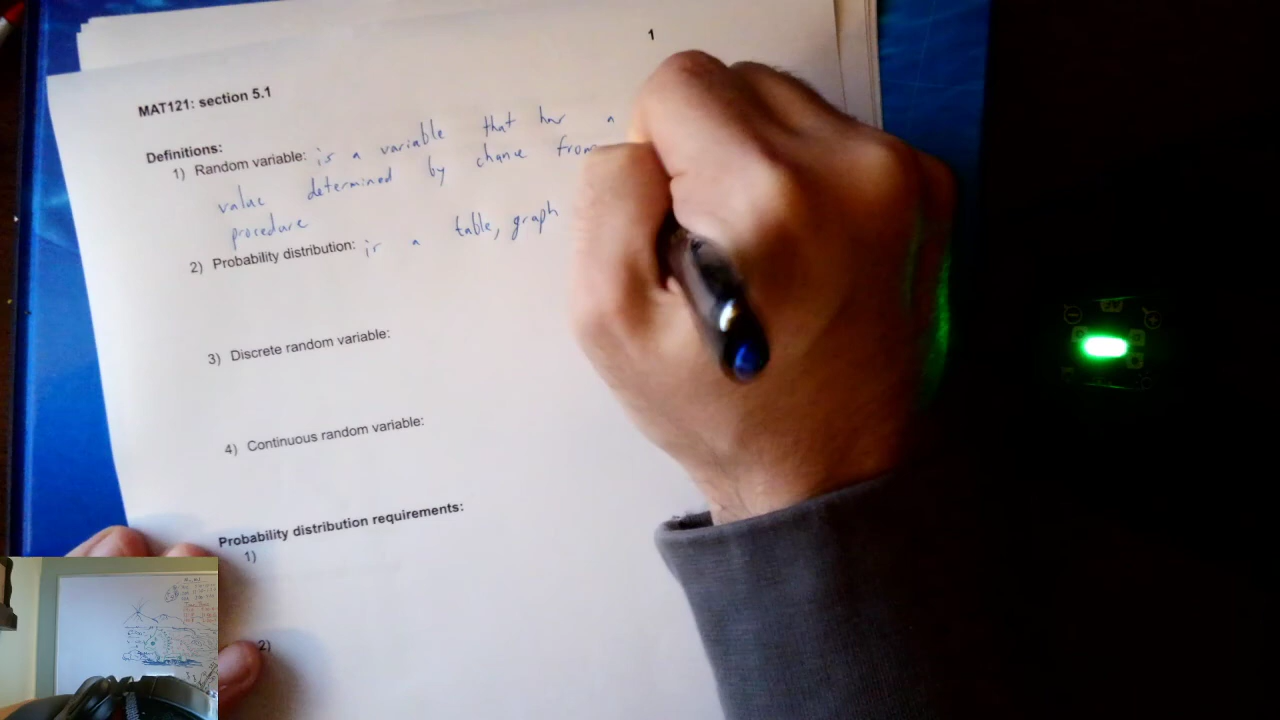 1
MAT121: section 5.1
Definitions:
1) Random variable: is a variable that has a
value determined by chance from
procedure
2) Probability distribution: is a table, graph
3) Discrete random variable:
4) Continuous random variable:
Probability distribution requirements:
1)
2)